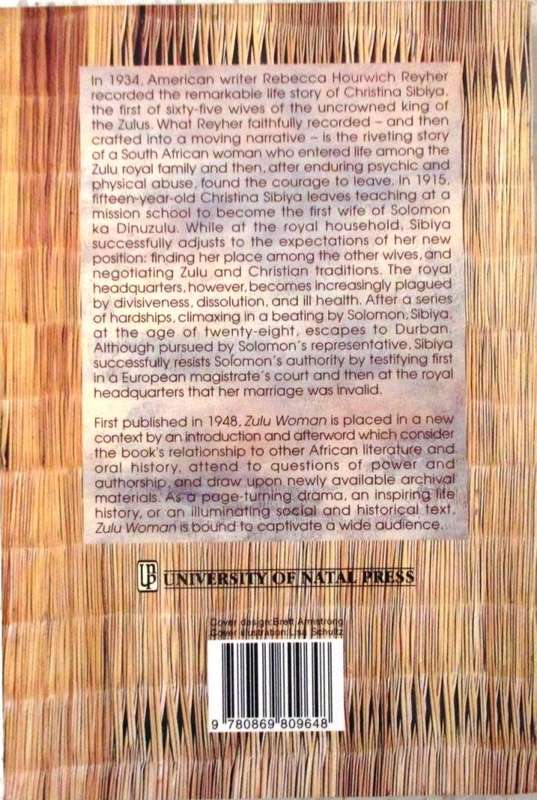 In 1934, American writer Rebecca Hourwich Reyher
recorded the remarkable life story of Christina Sibiya,
the first of sixty-five wives of the uncrowned king of
the Zulus. What Reyher faithfully recorded – and then
crafted into a moving narrative – is the riveting story
of a South African woman who entered life among the
Zulu royal family and then, after enduring psychic and
physical abuse, found the courage to leave. In 1915,
fifteen-year-old Christina Sibiya leaves teaching at a
mission school to become the first wife of Solomon
ka Dinuzulu. While at the royal household, Sibiya
successfully adjusts to the expectations of her new
position: finding her place among the other wives, and
negotiating Zulu and Christian traditions. The royal
headquarters, however, becomes increasingly plagued
by divisiveness, dissolution, and ill health. After a series
of hardships, climaxing in a beating by Solomon, Sibiya,
at the age of twenty-eight, escapes to Durban.
Although pursued by Solomon's representative, Sibiya
successfully resists Solomon's authority by testifying first
in a European magistrate's court and then at the royal
headquarters that her marriage was invalid.
First published in 1948, Zulu Woman is placed in a new
context by an introduction and afterword which consider
the book's relationship to other African literature and
oral history, attend to questions of power and
authorship, and draw upon newly available archival
materials. As a page-turning drama, an inspiring life
history, or an illuminating social and historical text,
Zulu Woman is bound to captivate a wide audience.
UP UNIVERSITY OF NATAL PRESS
Cover design: Brett Armstrong
Cover illustration: Lisa Schultz
9 780869 809648